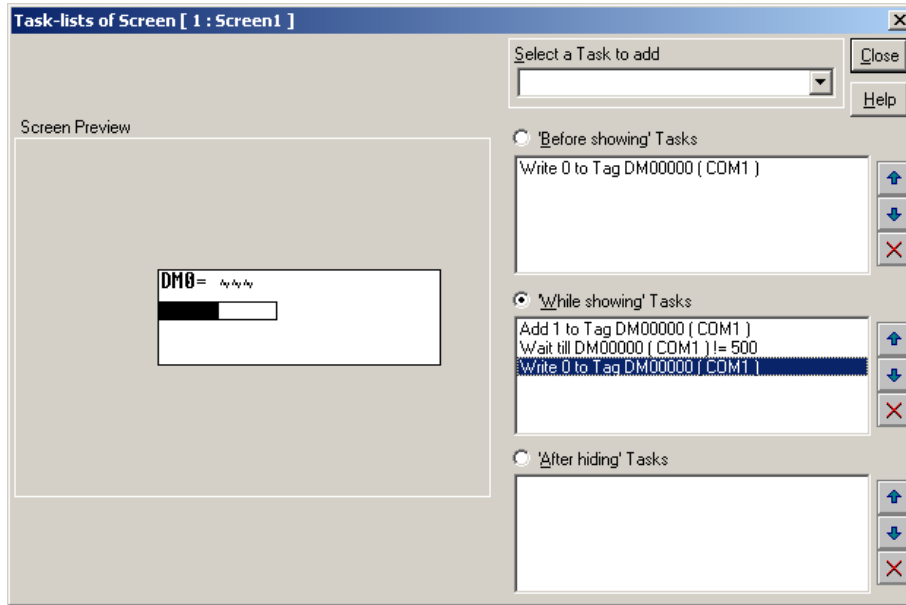 Task-lists of Screen [ 1 : Screen1 ]
Select a Task to add
Close
Help
Screen Preview
'Before showing' Tasks
Write 0 to Tag DM00000 ( COM1 )
DM0=
'While showing' Tasks
Add 1 to Tag DM00000 ( COM1 )
Wait till DM00000 ( COM1 ) != 500
Write 0 to Tag DM00000 ( COM1 )
'After hiding' Tasks